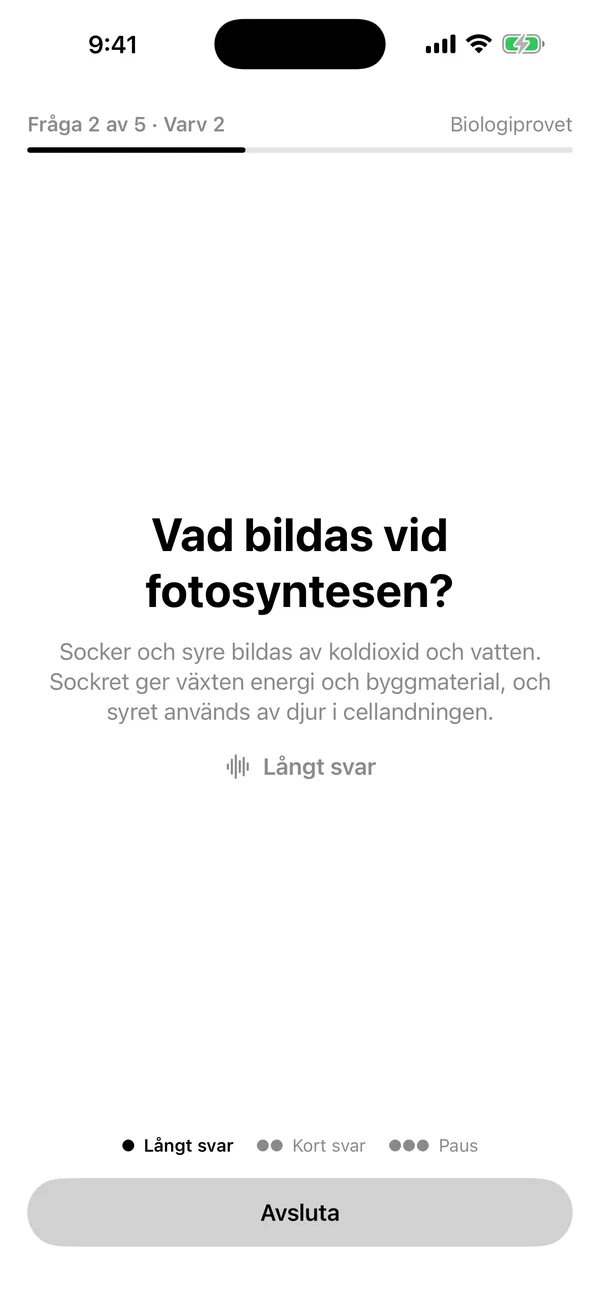 9:41
Fråga 2 av 5 · Varv 2
Biologiprovet
Vad bildas vid
fotosyntesen?
Socker och syre bildas av koldioxid och vatten.
Sockret ger växten energi och byggmaterial, och
syret används av djur i cellandningen.
Långt svar
Långt svar
Kort svar
Paus
Avsluta